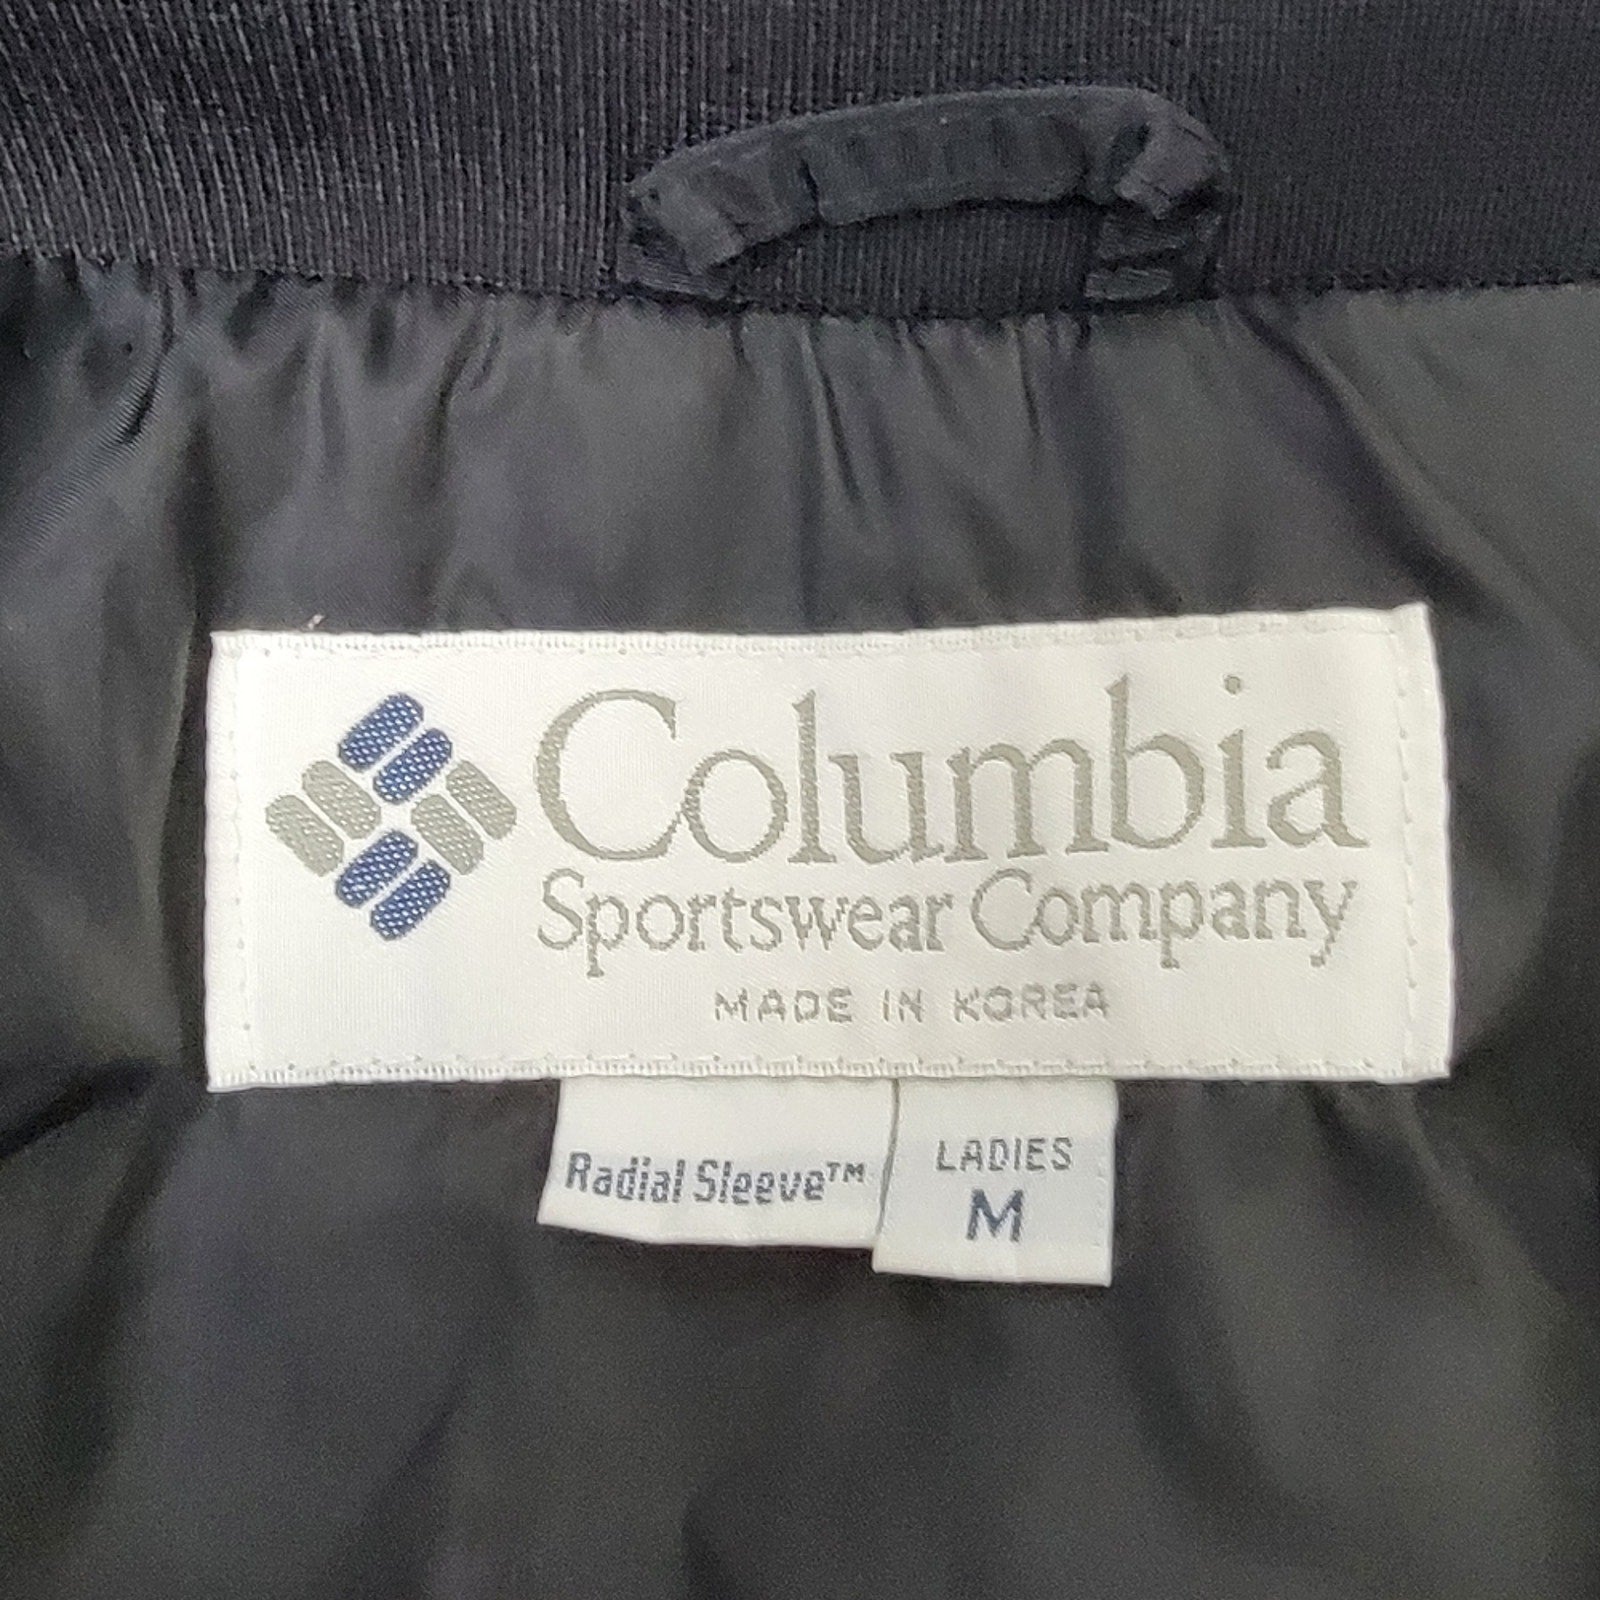 Columbia
Sportswear Company
MADE IN KOREA
Radial Sleeve™
LADIES
M